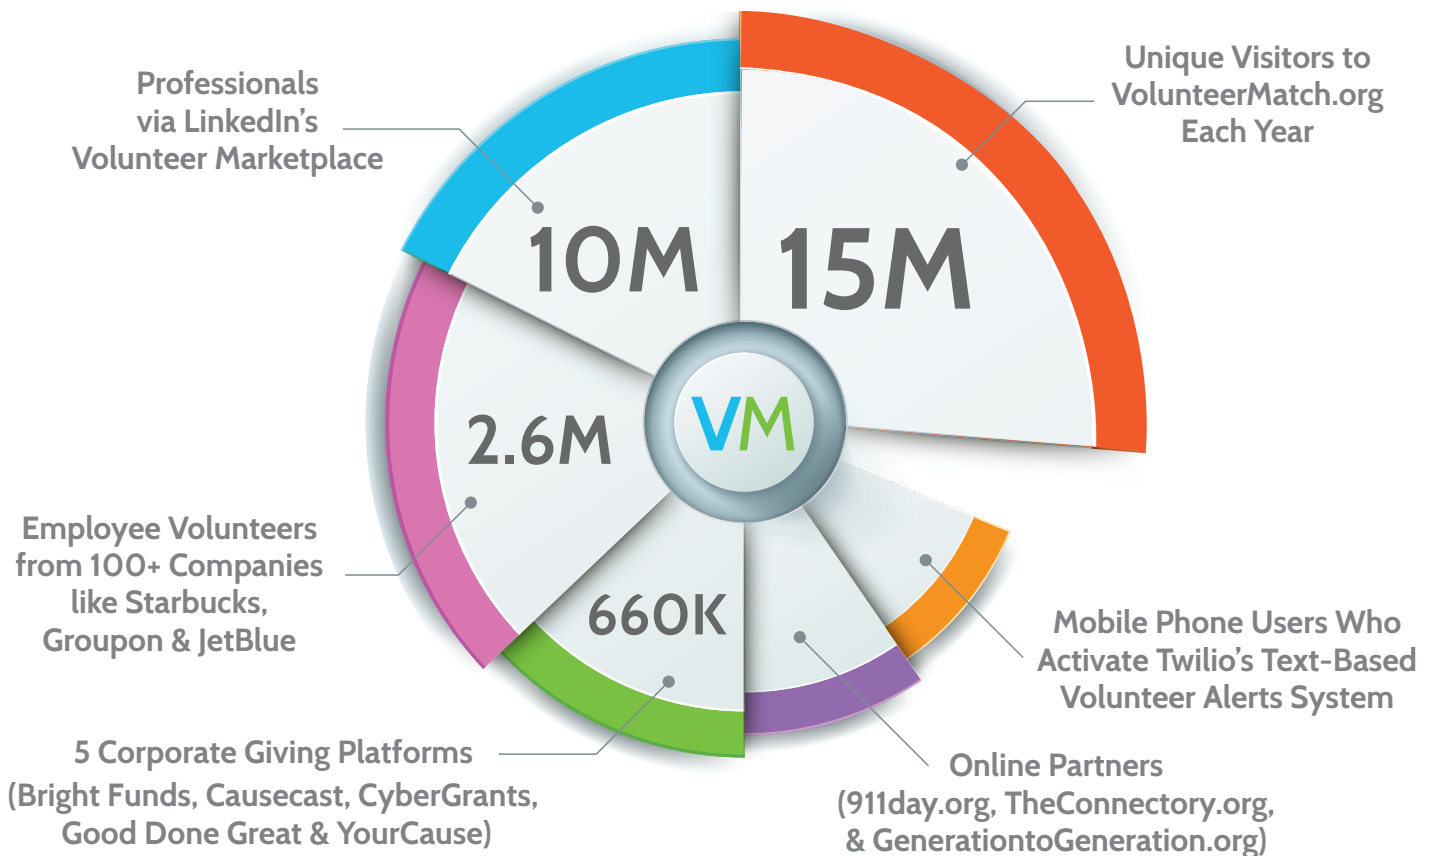 Professionals
via LinkedIn's
Volunteer Marketplace
Unique Visitors to
VolunteerMatch.org
Each Year
10M
15M
2.6M
VM
Employee Volunteers
from 100+ Companies
like Starbucks,
Groupon & JetBlue
660K
Mobile Phone Users Who
Activate Twilio's Text-Based
Volunteer Alerts System
5 Corporate Giving Platforms
(Bright Funds, Causecast, CyberGrants,
Good Done Great & YourCause)
Online Partners
(911day.org, TheConnectory.org,
& GenerationtoGeneration.org)